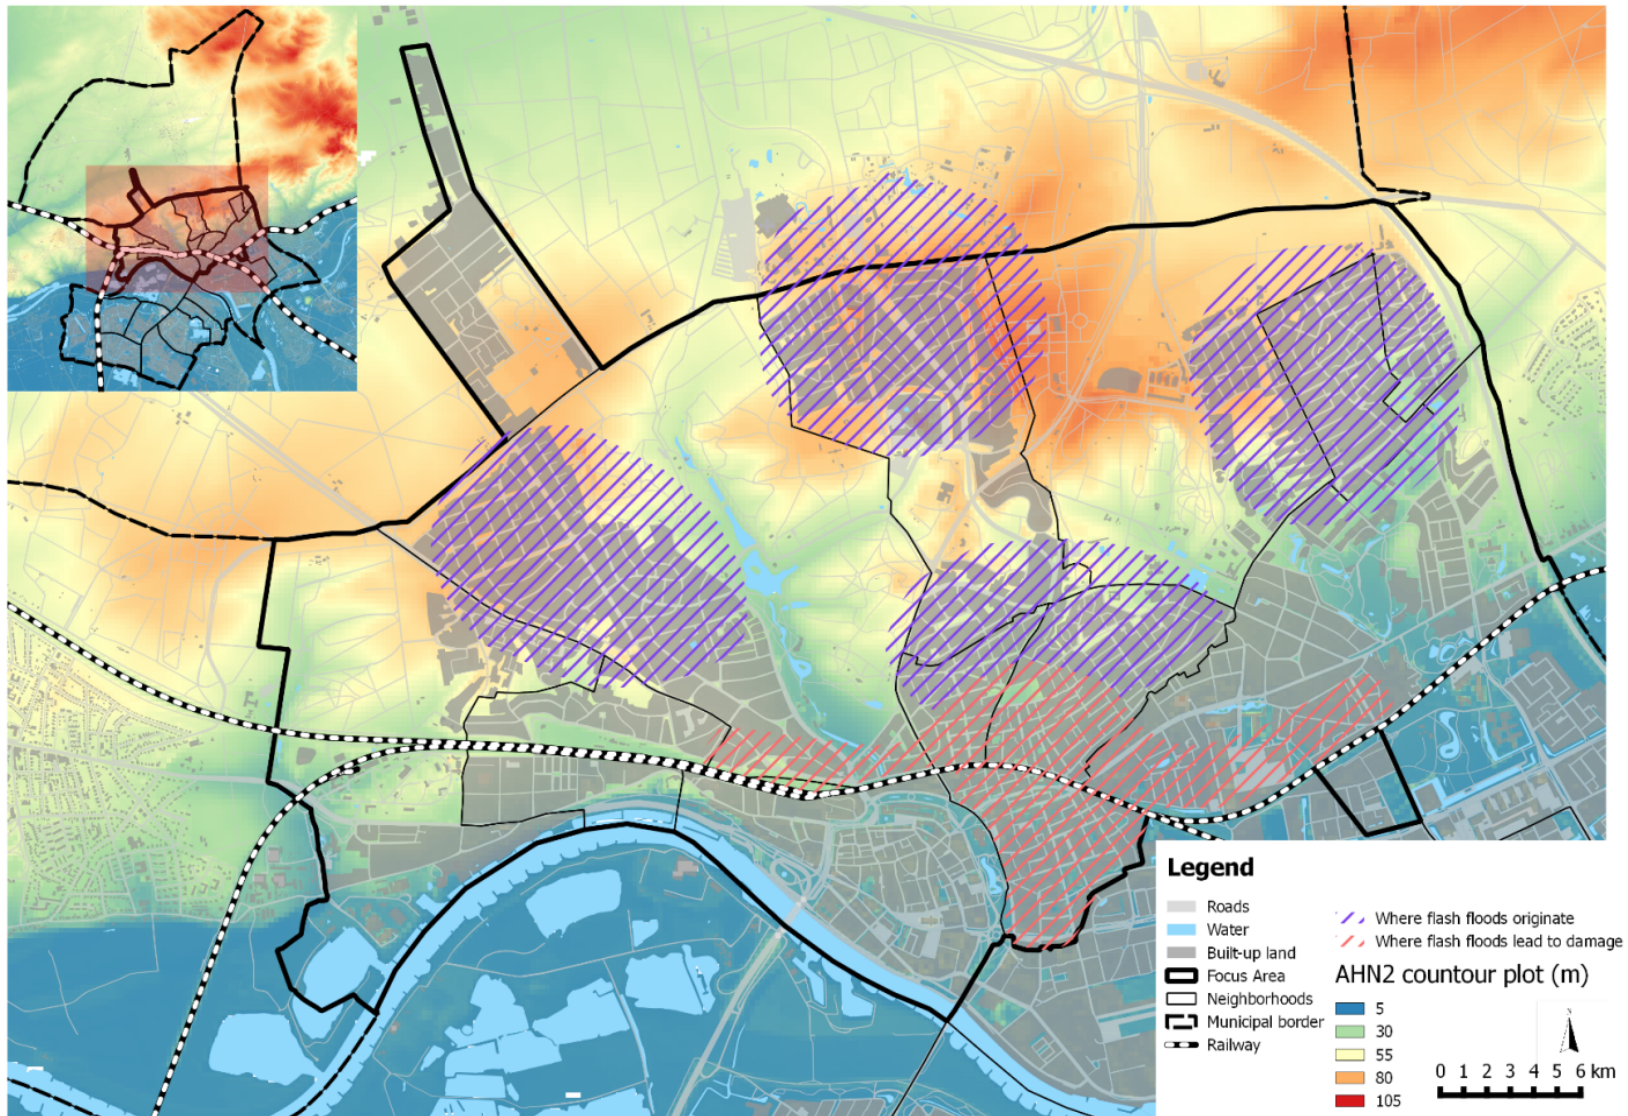 Legend
Roads
Water
Built-up land
Focus Area
Neighborhoods
Municipal border
Railway
Where flash floods originate
Where flash floods lead to damage
AHN2 countour plot (m)
5
30
55
80
105
N
0 1 2 3 4 5 6 km